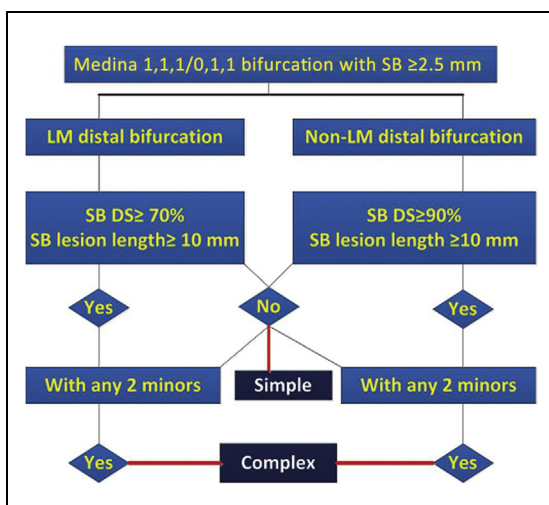 Medina 1,1,1/0,1,1 bifurcation with SB ≥2.5 mm
LM distal bifurcation
Non-LM distal bifurcation
SB DS≥ 70%
SB lesion length≥ 10 mm
SB DS≥90%
SB lesion length ≥10 mm
Yes
No
Yes
With any 2 minors
Simple
With any 2 minors
Yes
Complex
Yes